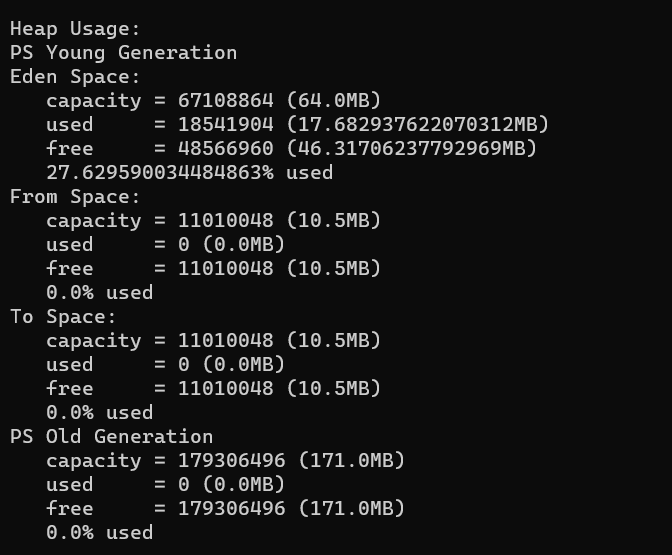 Heap Usage:
PS Young Generation
Eden Space:
   capacity = 67108864 (64.0MB)
   used     = 18541904 (17.682937622070312MB)
   free     = 48566960 (46.31706237792969MB)
   27.629590034484863% used
From Space:
   capacity = 11010048 (10.5MB)
   used     = 0 (0.0MB)
   free     = 11010048 (10.5MB)
   0.0% used
To Space:
   capacity = 11010048 (10.5MB)
   used     = 0 (0.0MB)
   free     = 11010048 (10.5MB)
   0.0% used
PS Old Generation
   capacity = 179306496 (171.0MB)
   used     = 0 (0.0MB)
   free     = 179306496 (171.0MB)
   0.0% used